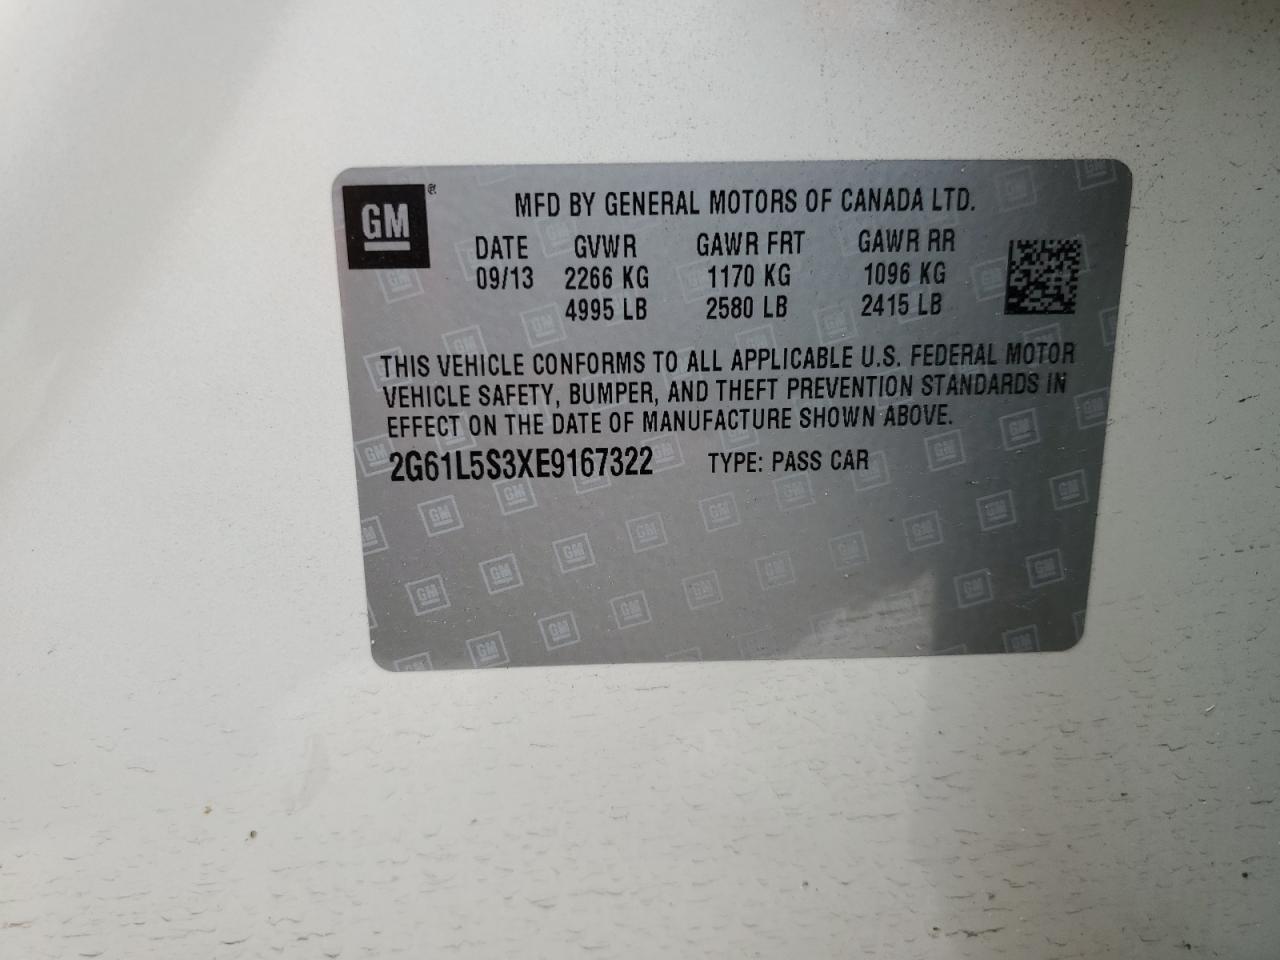 GM®
MFD BY GENERAL MOTORS OF CANADA LTD.
DATE GVWR GAWR FRT GAWR RR
09/13 2266 KG 1170 KG 1096 KG
4995 LB 2580 LB 2415 LB
THIS VEHICLE CONFORMS TO ALL APPLICABLE U.S. FEDERAL MOTOR
VEHICLE SAFETY, BUMPER, AND THEFT PREVENTION STANDARDS IN
EFFECT ON THE DATE OF MANUFACTURE SHOWN ABOVE.
2G61L5S3XE9167322 TYPE: PASS CAR